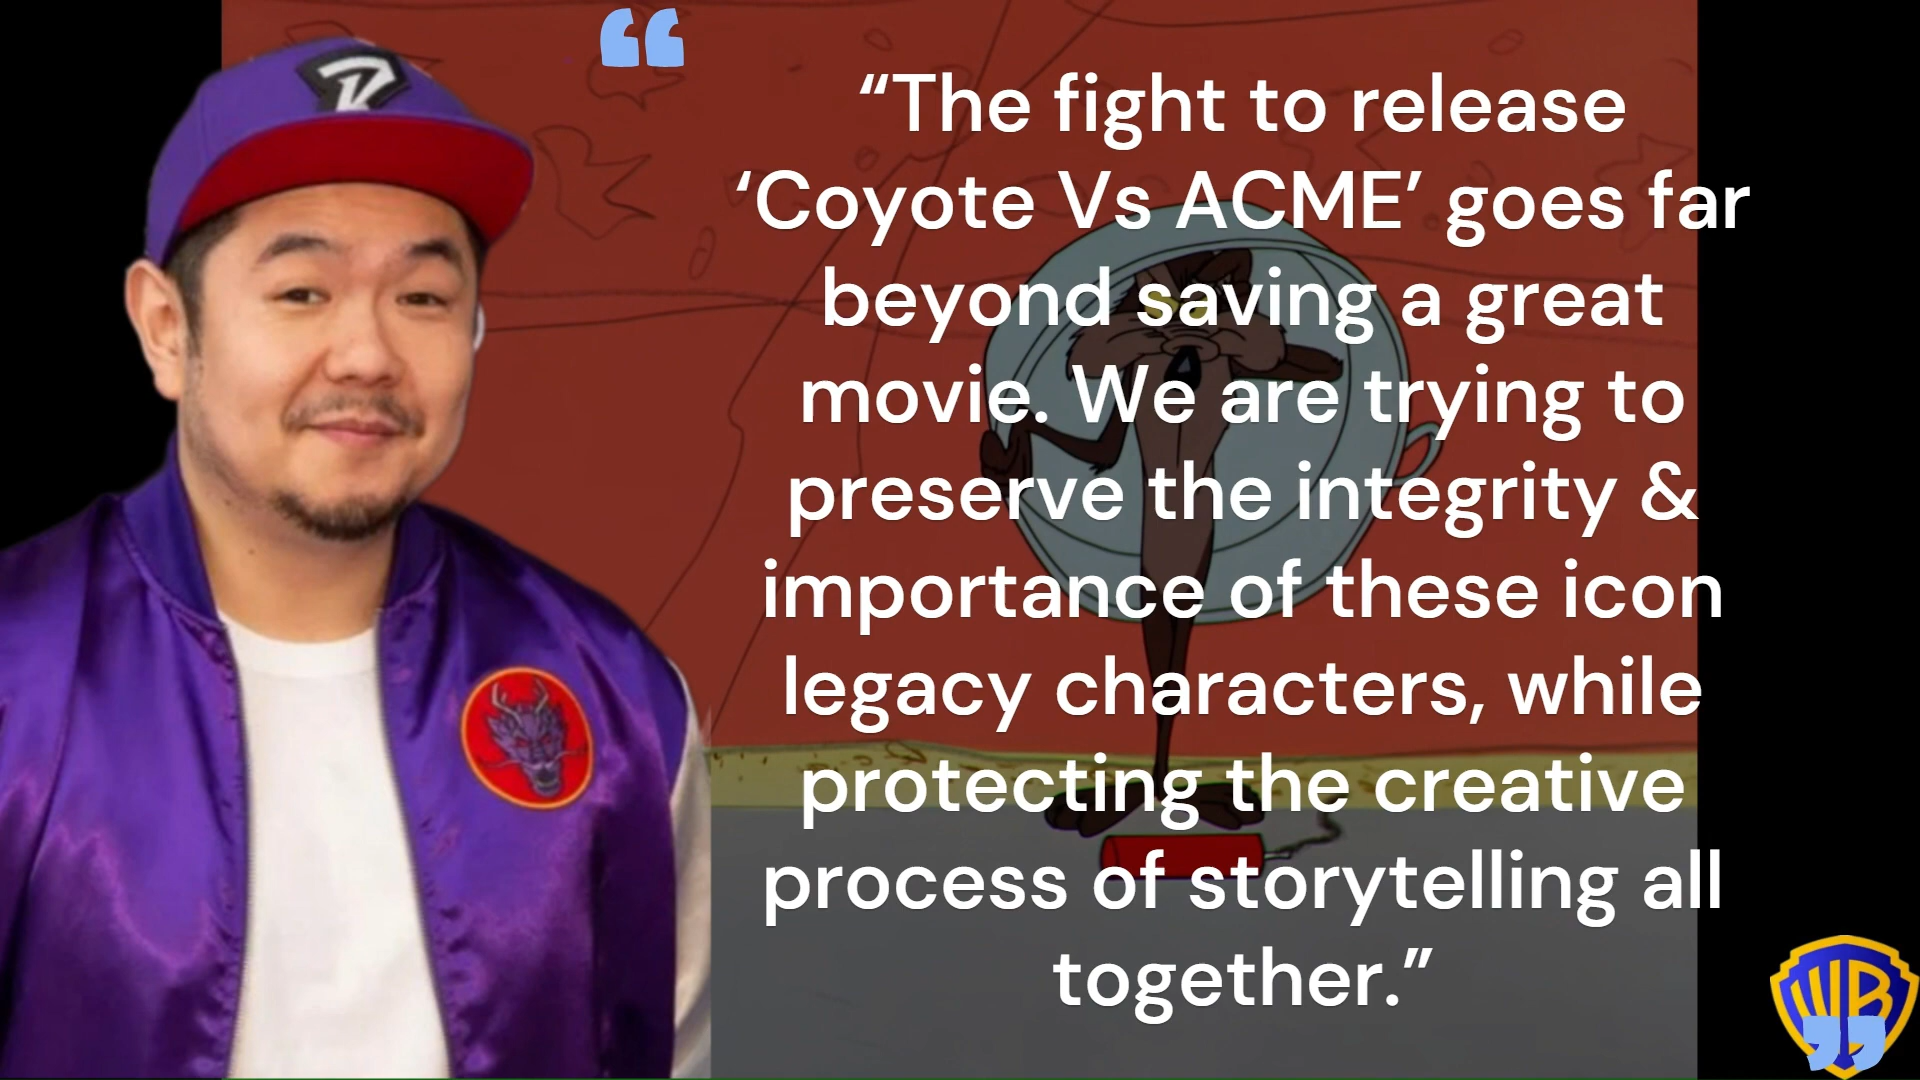 “The fight to release
‘Coyote Vs ACME’ goes far
beyond saving a great
movie. We are trying to
preserve the integrity &
importance of these icon
legacy characters, while
protecting the creative
process of storytelling all
together.”
WB